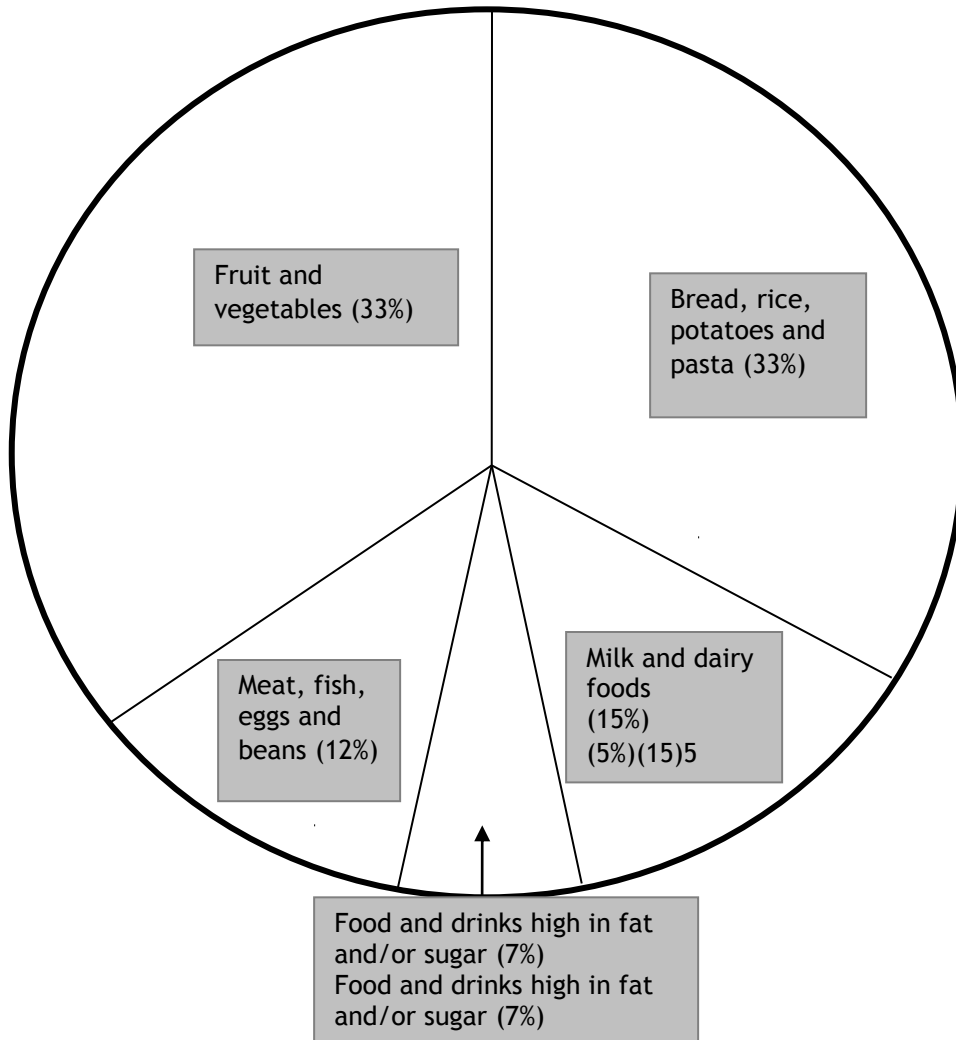 Fruit and
vegetables (33%)
Bread, rice,
potatoes and
pasta (33%)
Meat, fish,
eggs and
beans (12%)
Milk and dairy
foods
(15%)
(5%)(15)5
Food and drinks high in fat
and/or sugar (7%)
Food and drinks high in fat
and/or sugar (7%)